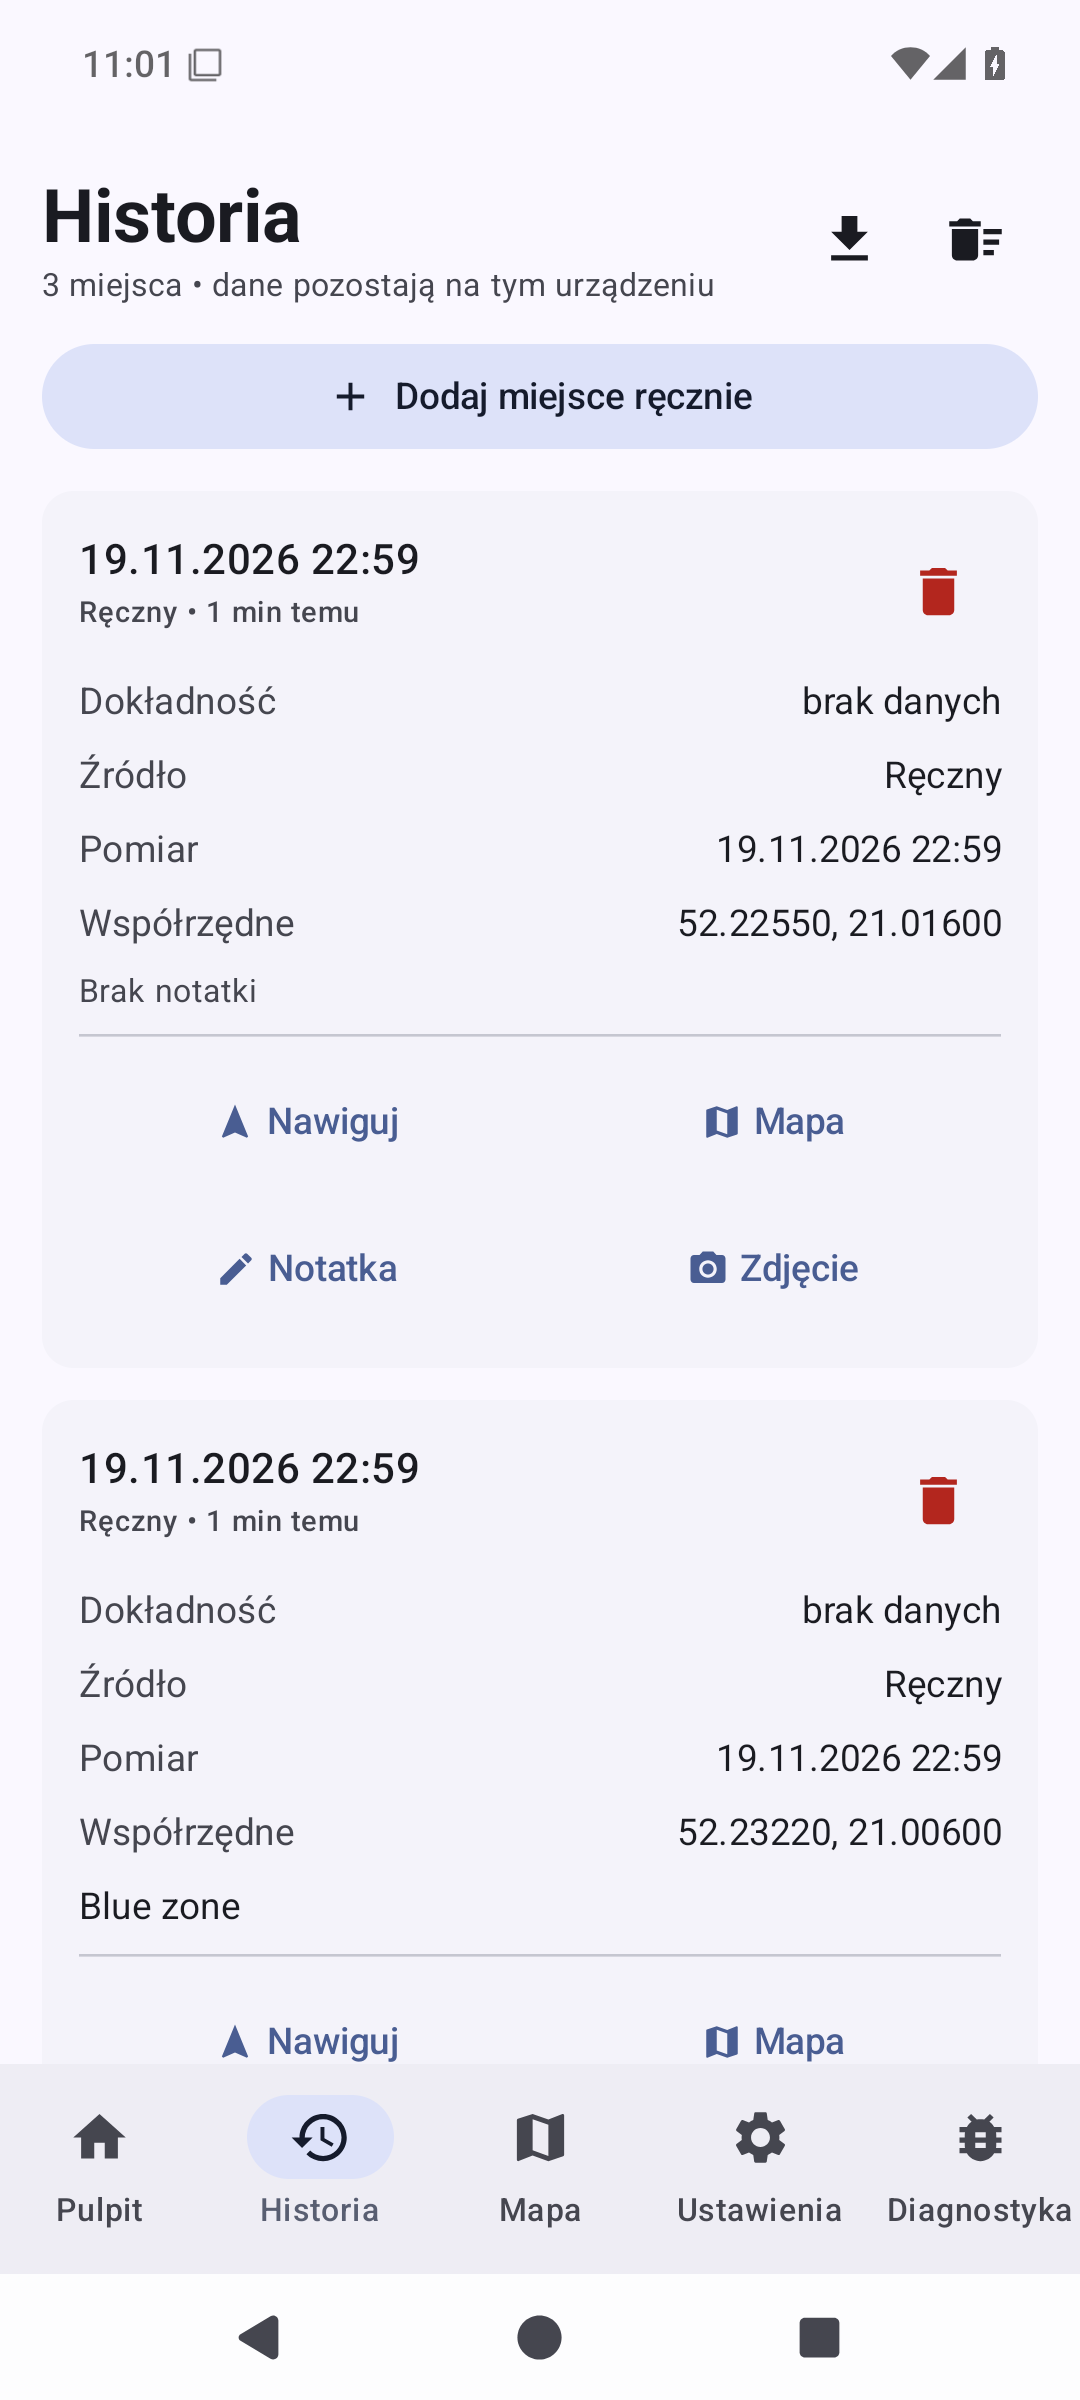 11:01
Historia
3 miejsca • dane pozostają na tym urządzeniu
Dodaj miejsce ręcznie
19.11.2026 22:59
Ręczny • 1 min temu
Dokładność brak danych
Źródło Ręczny
Pomiar 19.11.2026 22:59
Współrzędne 52.22550, 21.01600
Brak notatki
Nawiguj Mapa
Notatka Zdjęcie
19.11.2026 22:59
Ręczny • 1 min temu
Dokładność brak danych
Źródło Ręczny
Pomiar 19.11.2026 22:59
Współrzędne 52.23220, 21.00600
Blue zone
Nawiguj Mapa
Pulpit Historia Mapa Ustawienia Diagnostyka